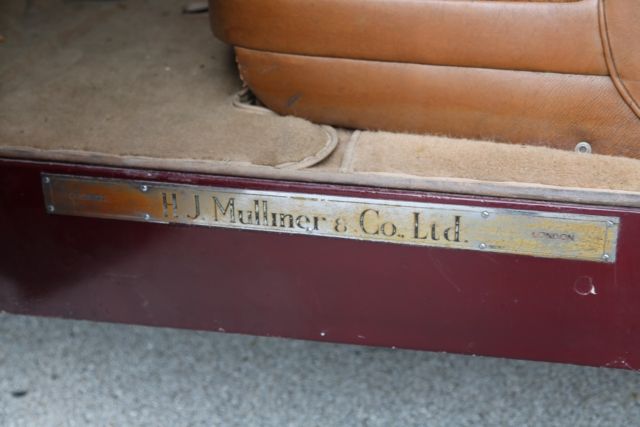 H J. Mulliner & Co., Ltd.
LONDON